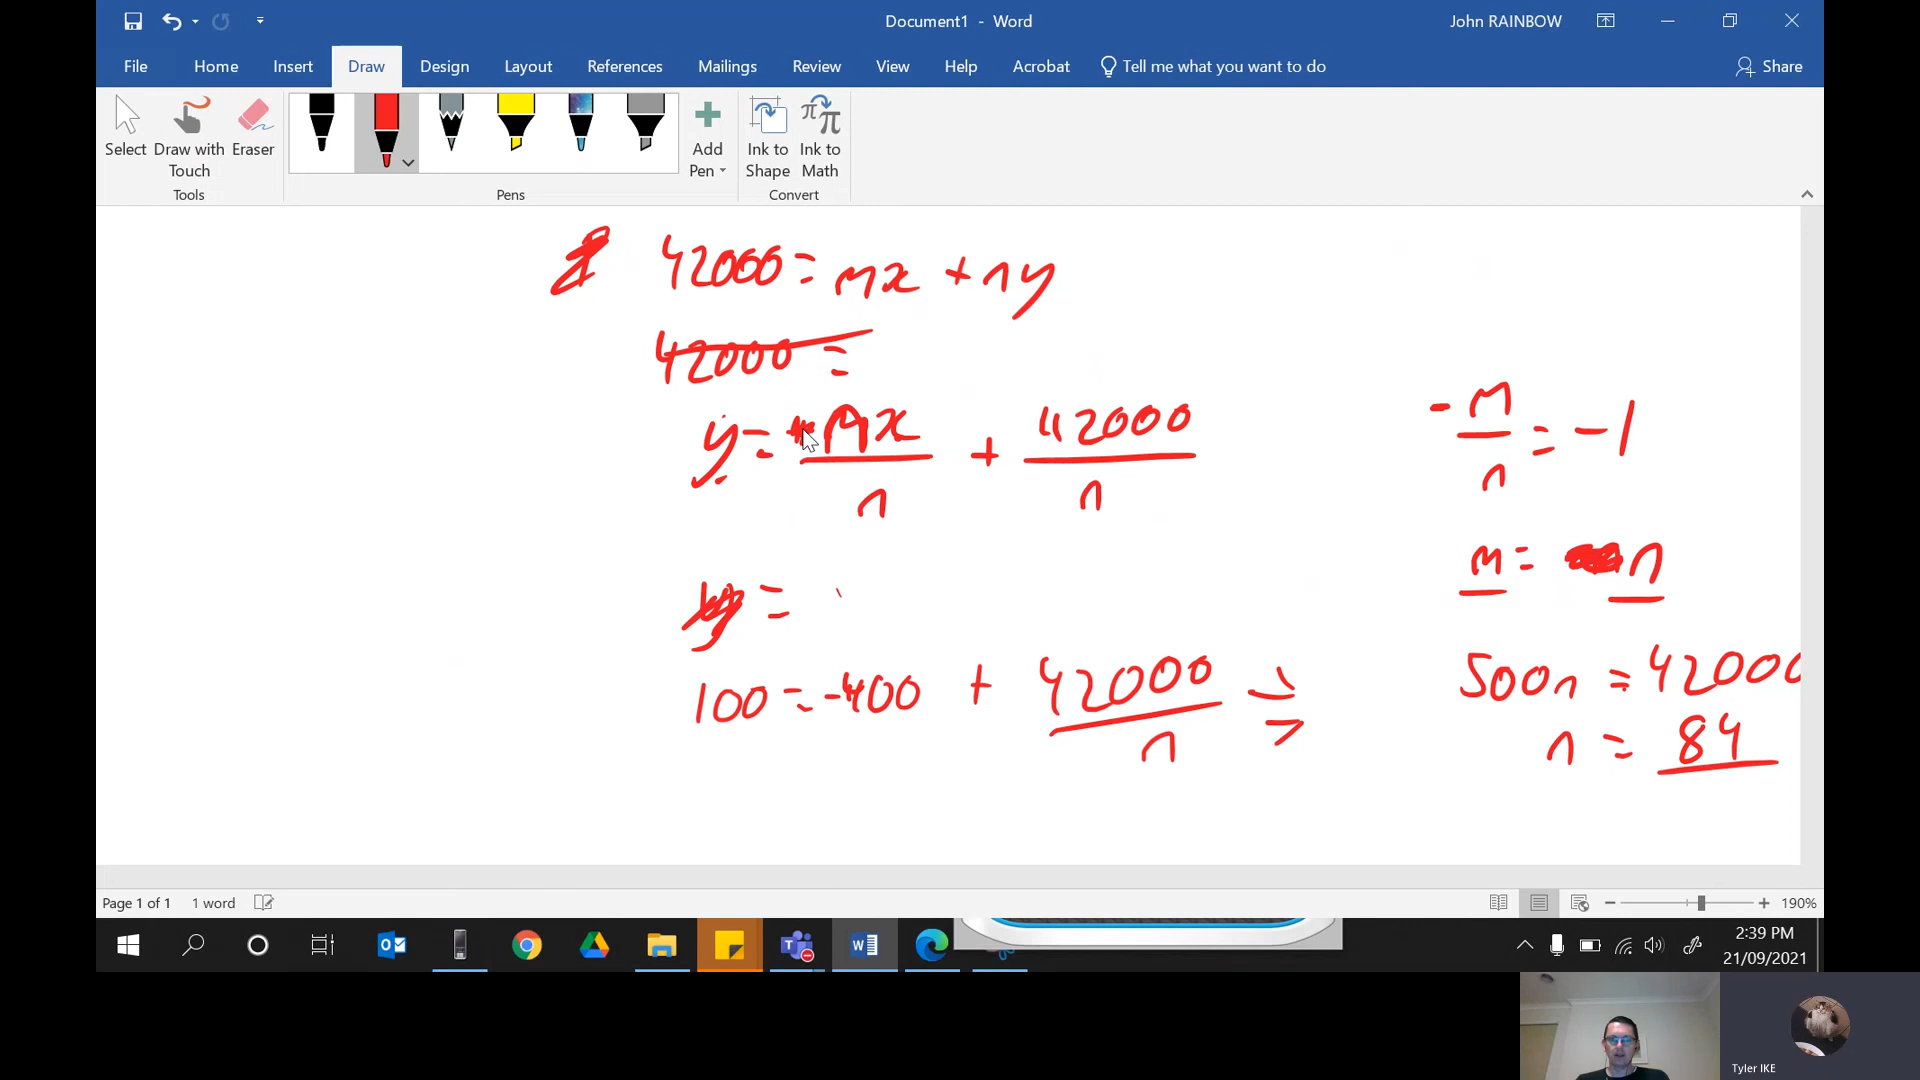 Document1 - Word
John RAINBOW
File Home Insert Draw Design Layout References Mailings Review View Help Acrobat Tell me what you want to do Share
Select Draw with Touch Eraser
Add Pen Ink to Shape Ink to Math
Tools Pens Convert
42000 = mx + ny
42000 =
y = -mx/n + 42000/n
-m/n = -1
m = n
y =
100 = -400 + 42000/n
500n = 42000
n = 84
Page 1 of 1 1 word 190%
2:39 PM
21/09/2021
Tyler IKE